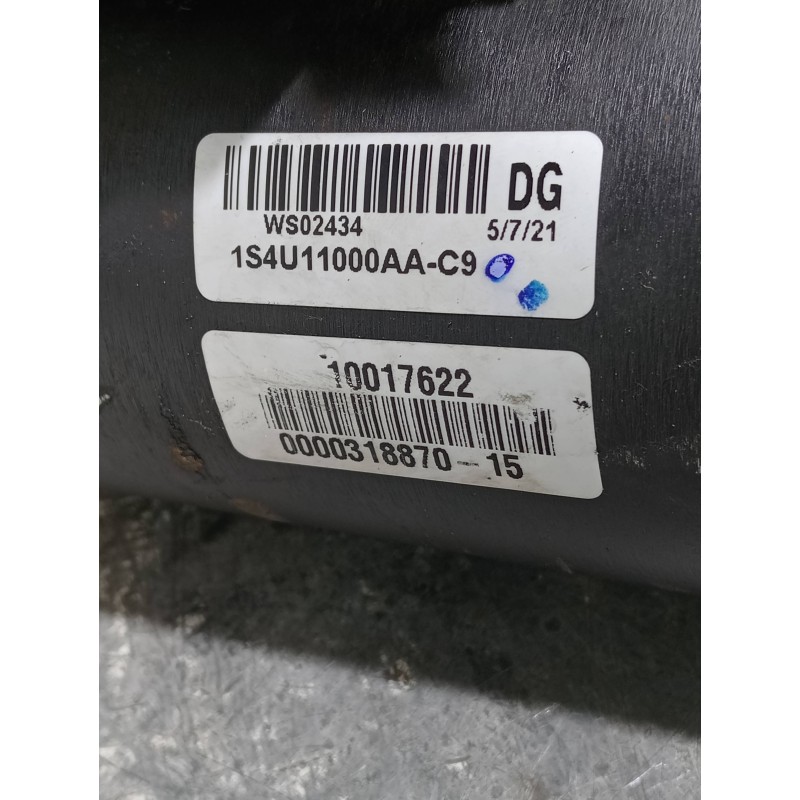 DG
WS02434 5/7/21
1S4U11000AA-C9
10017622
0000318870-15